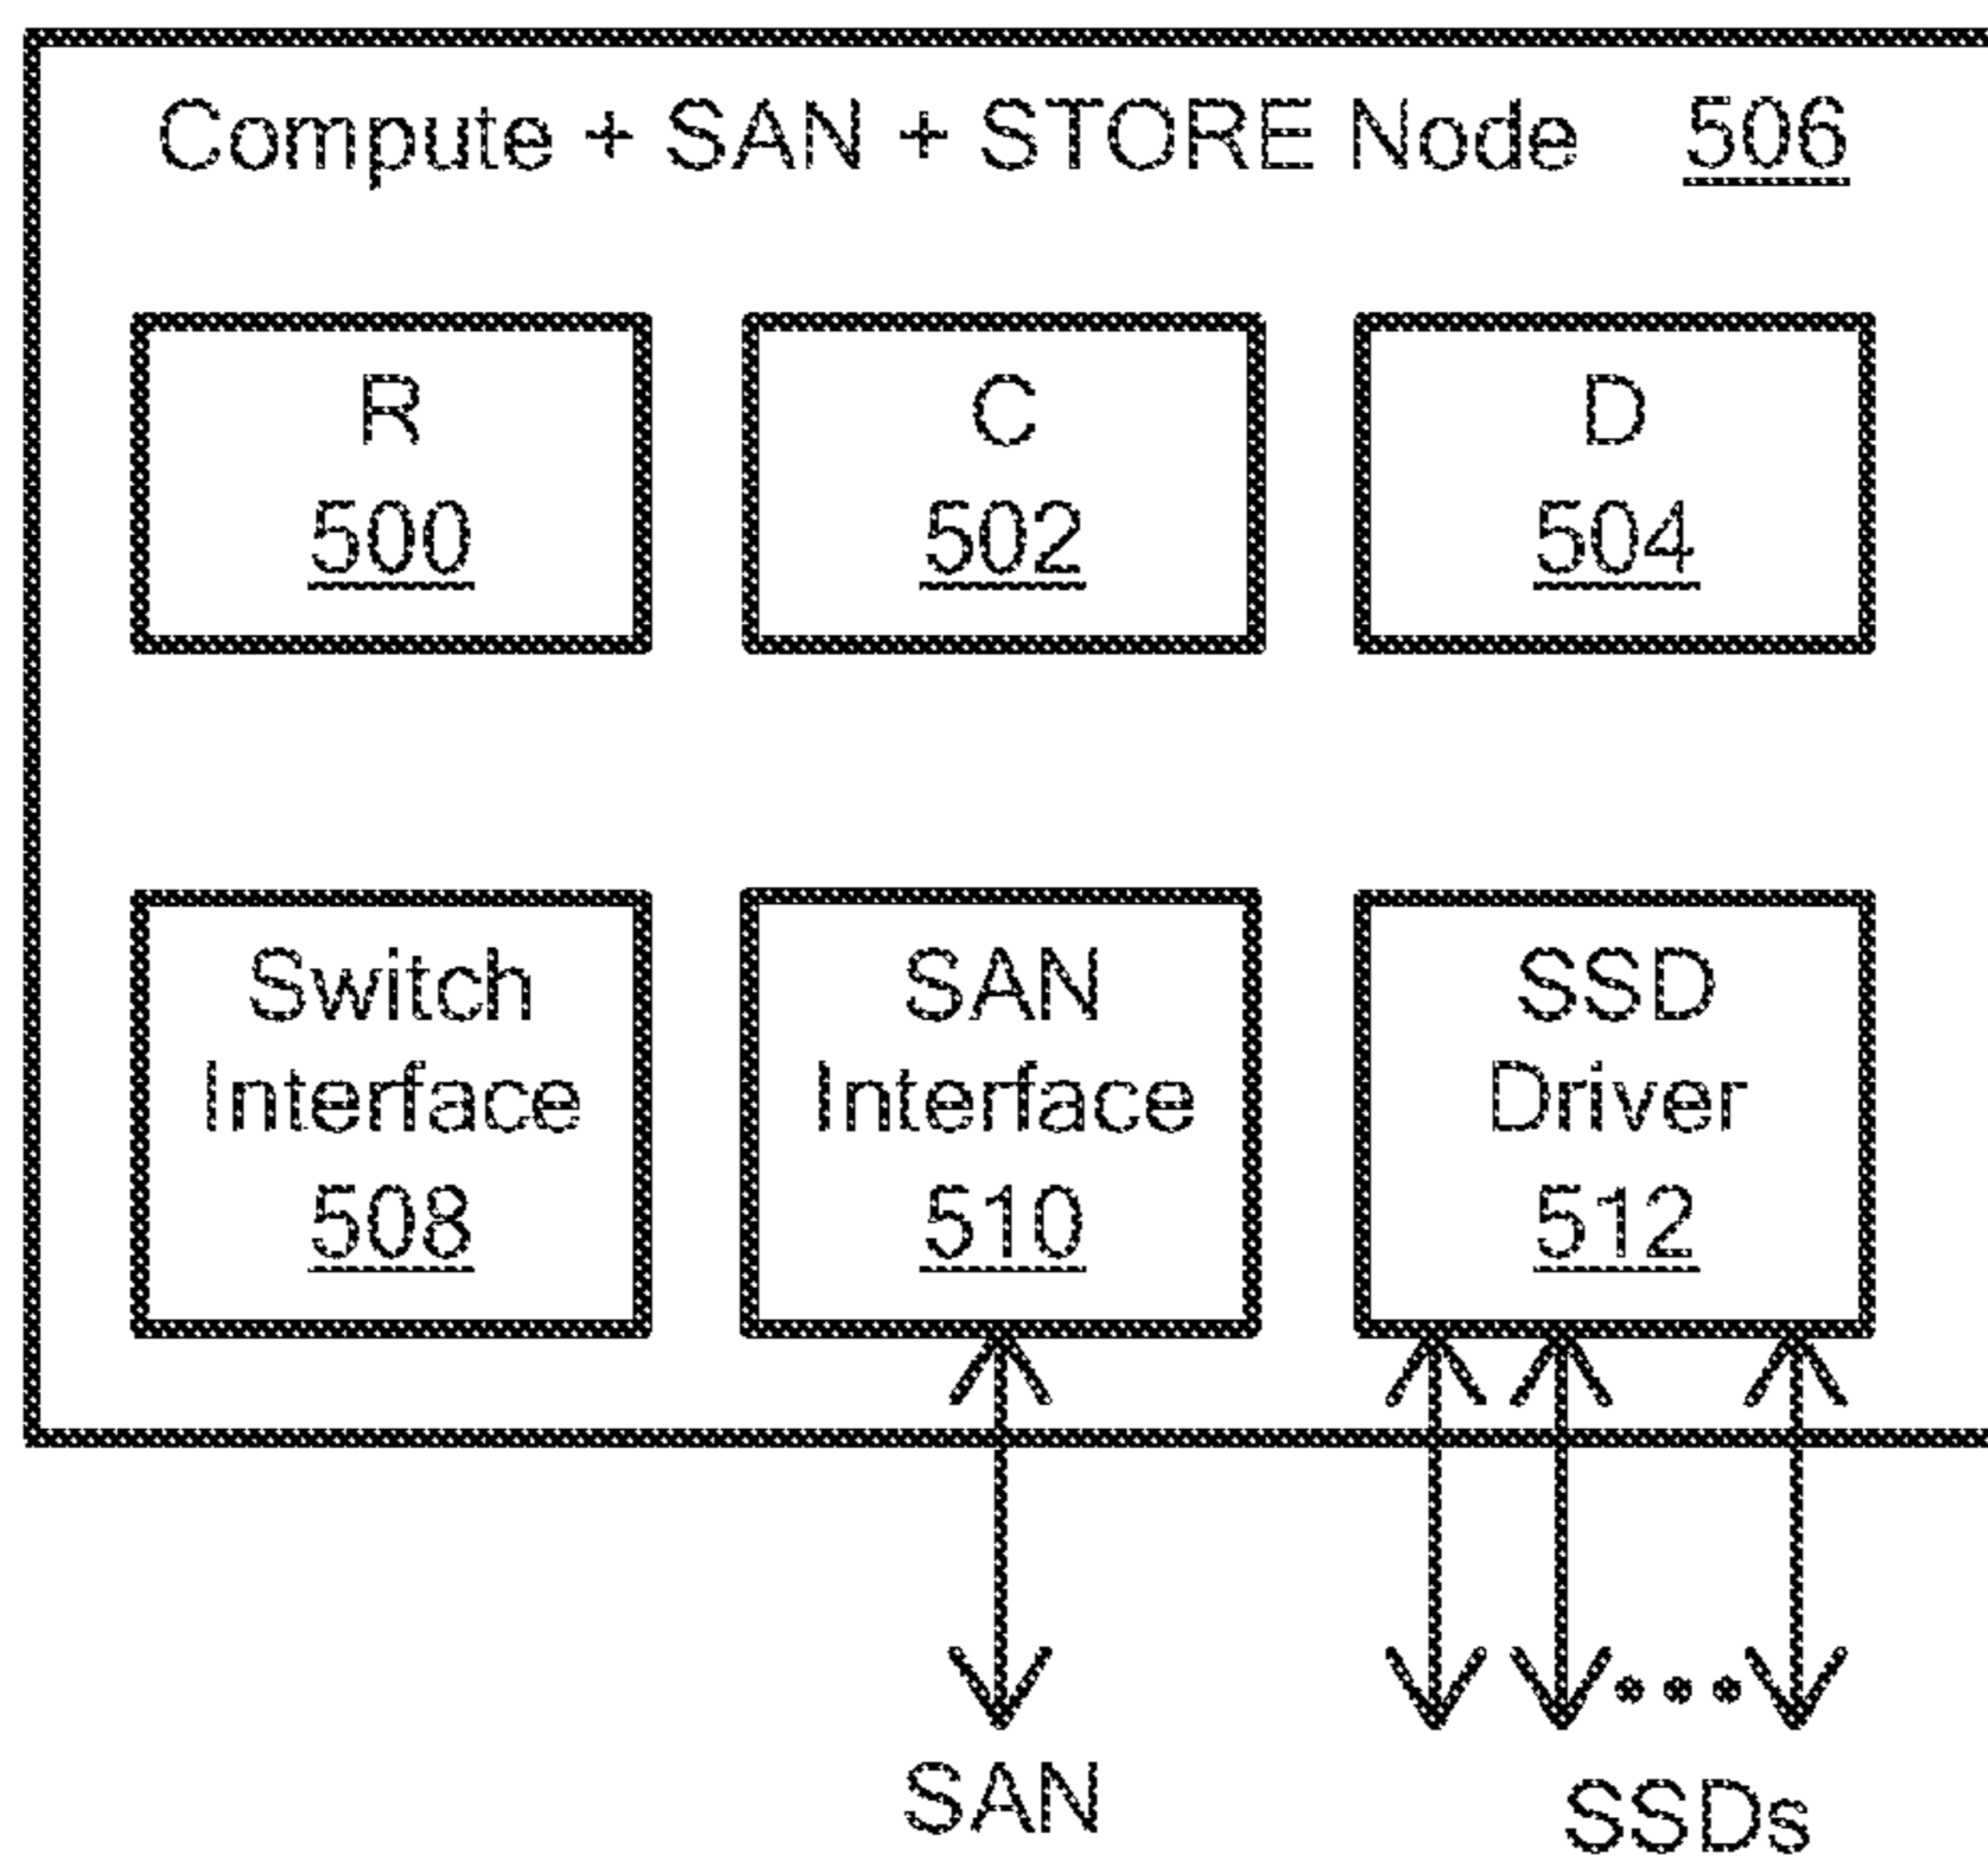 Compute + SAN + STORE Node 506
R
500
C
502
D
504
Switch
Interface
508
SAN
Interface
510
SSD
Driver
512
SAN
SSDs